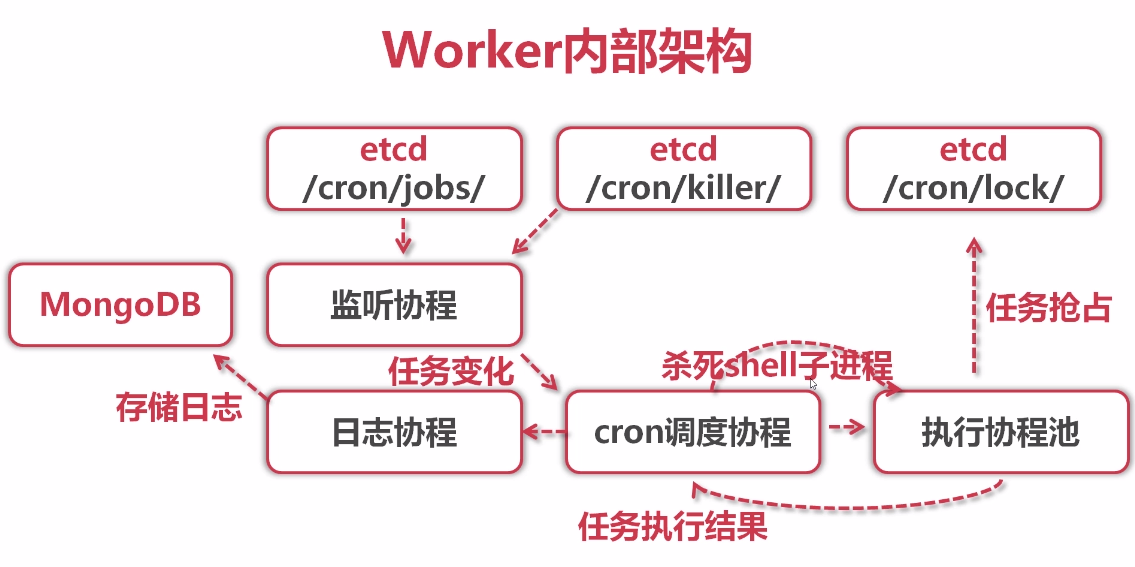 Worker内部架构
etcd
/cron/jobs/
etcd
/cron/killer/
etcd
/cron/lock/
MongoDB
监听协程
任务抢占
任务变化
杀死shell子进程
存储日志
日志协程
cron调度协程
执行协程池
任务执行结果